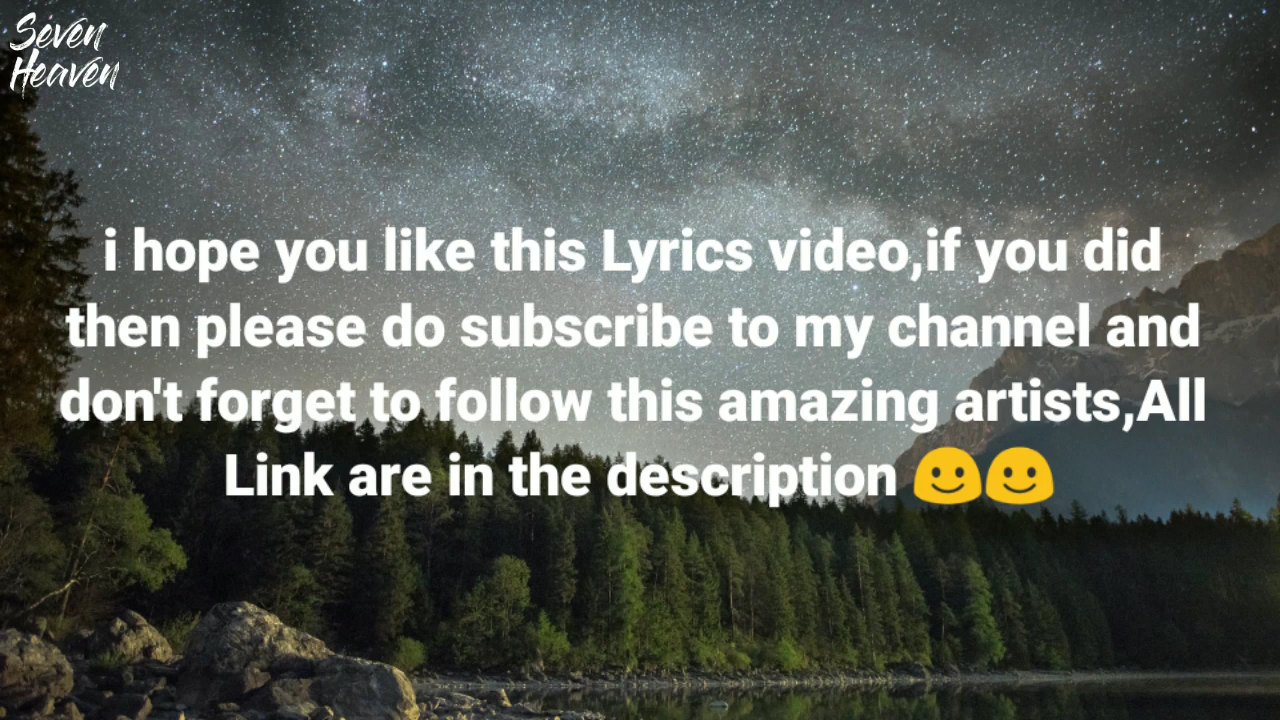 Seven
Heaven
i hope you like this Lyrics video,if you did
then please do subscribe to my channel and
don't forget to follow this amazing artists,All
Link are in the description 🙂🙂